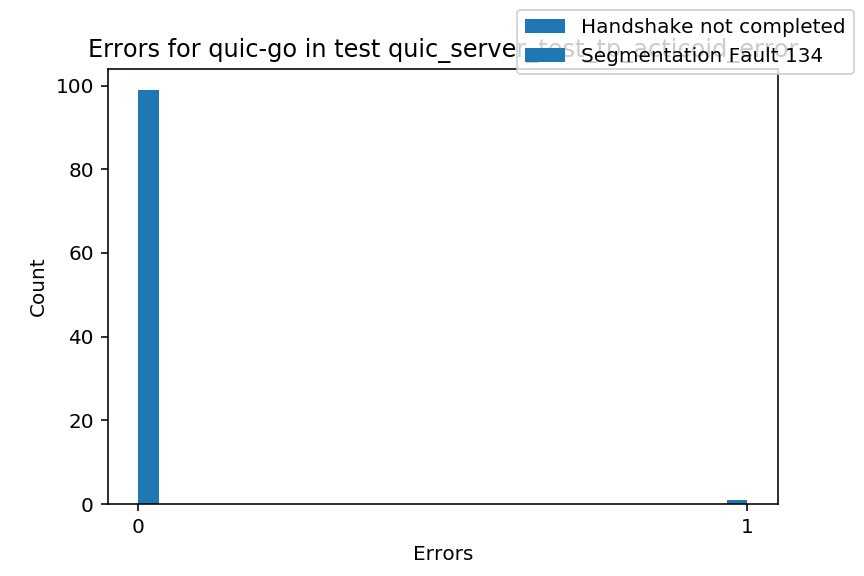 Handshake not completed
Errors for quic-go in test quic_server_test_tp_acticoid_error
Segmentation Fault 134
100
80
60
40
20
0
Count
0 1
Errors